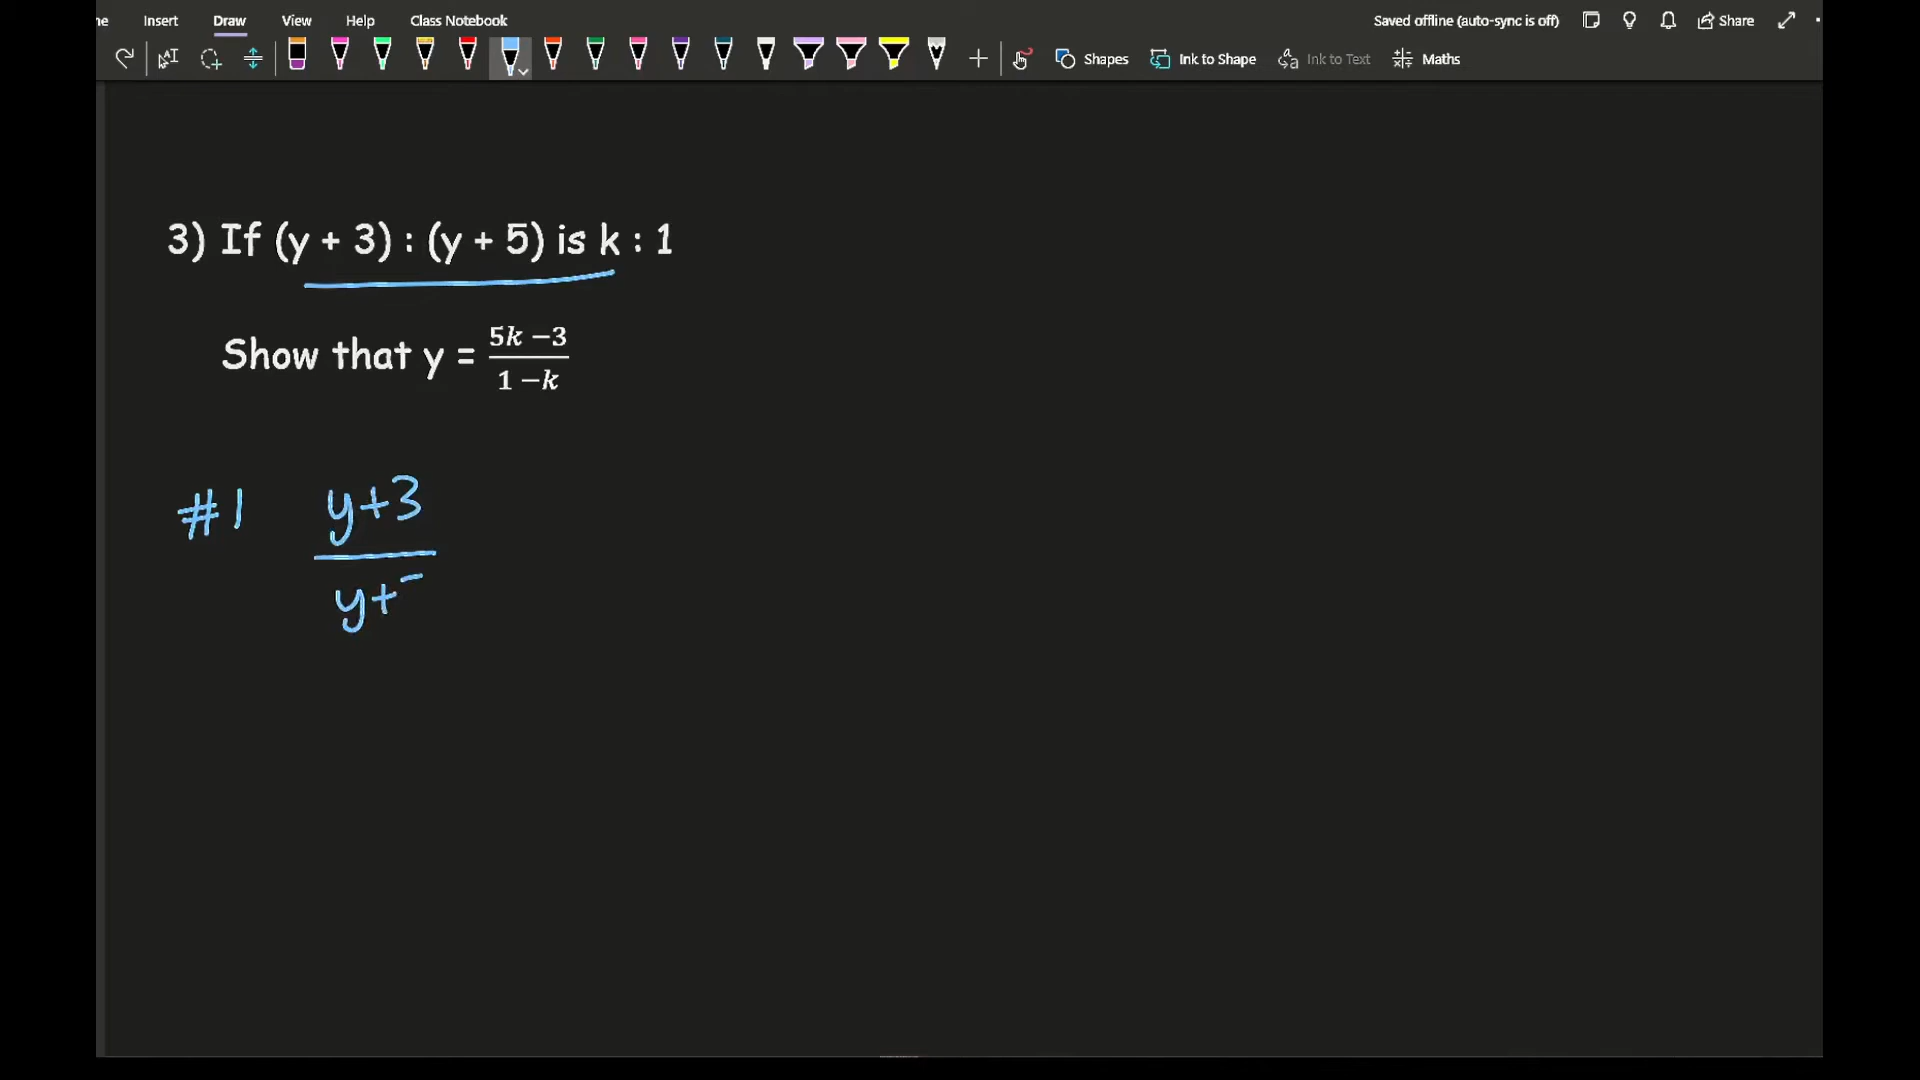 Insert Draw View Help Class Notebook Saved offline (auto-sync is off) Share
Shapes Ink to Shape Ink to Text Maths
3) If (y + 3) : (y + 5) is k : 1
Show that y = \frac{5k-3}{1-k}
#1 y+3
y+